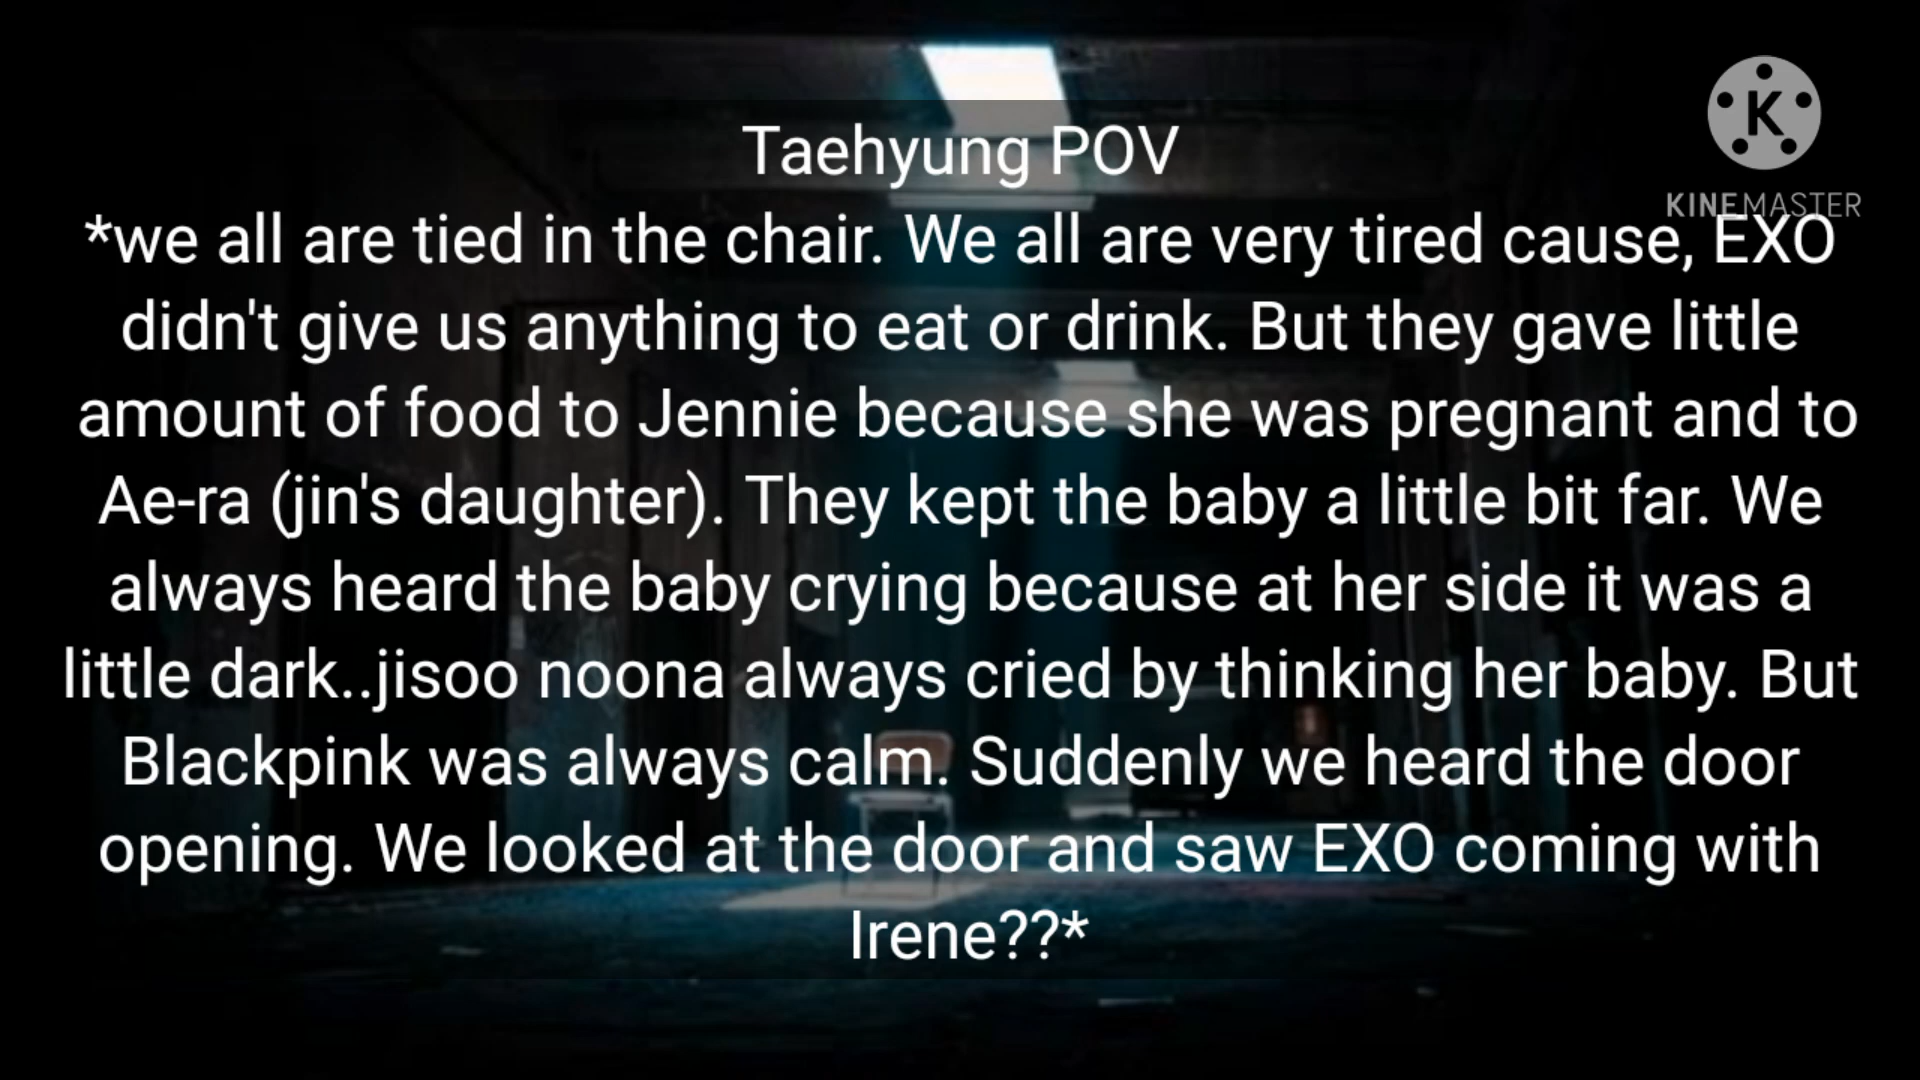 Taehyung POV
K
KINEMASTER
*we all are tied in the chair. We all are very tired cause, EXO
didn't give us anything to eat or drink. But they gave little
amount of food to Jennie because she was pregnant and to
Ae-ra (jin's daughter). They kept the baby a little bit far. We
always heard the baby crying because at her side it was a
little dark..jisoo noona always cried by thinking her baby. But
Blackpink was always calm. Suddenly we heard the door
opening. We looked at the door and saw EXO coming with
Irene??*